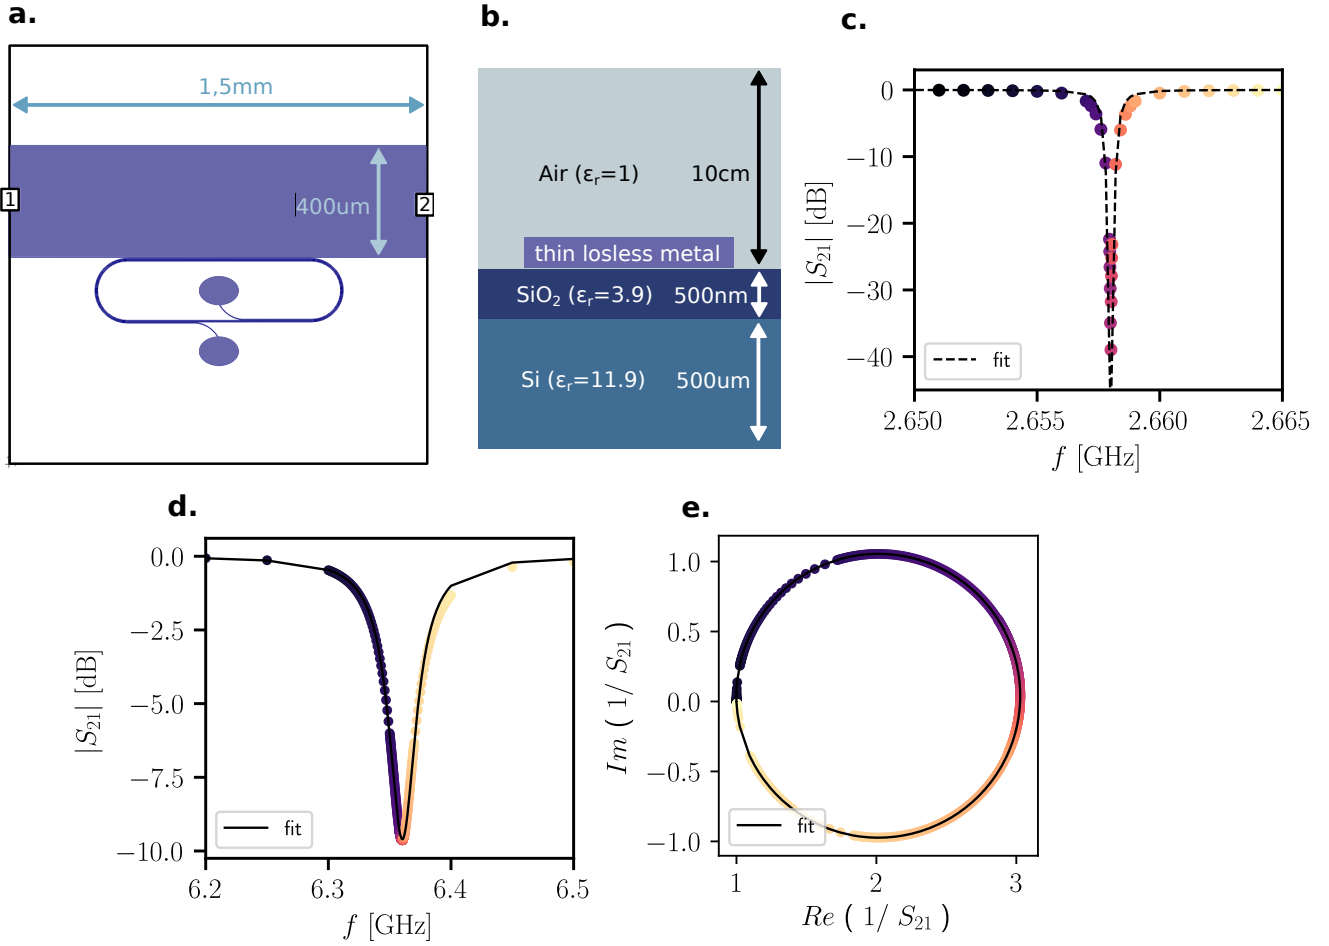 a.
1,5mm
400um
1
2
b.
Air (εr=1)
10cm
thin losless metal
SiO2 (εr=3.9)
500nm
Si (εr=11.9)
500um
c.
|S21| [dB]
0
−10
−20
−30
−40
fit
2.650
2.655
2.660
2.665
f [GHz]
d.
|S21| [dB]
0.0
−2.5
−5.0
−7.5
−10.0
fit
6.2
6.3
6.4
6.5
f [GHz]
e.
Im ( 1/ S21 )
1.0
0.5
0.0
−0.5
−1.0
fit
1
2
3
Re ( 1/ S21 )